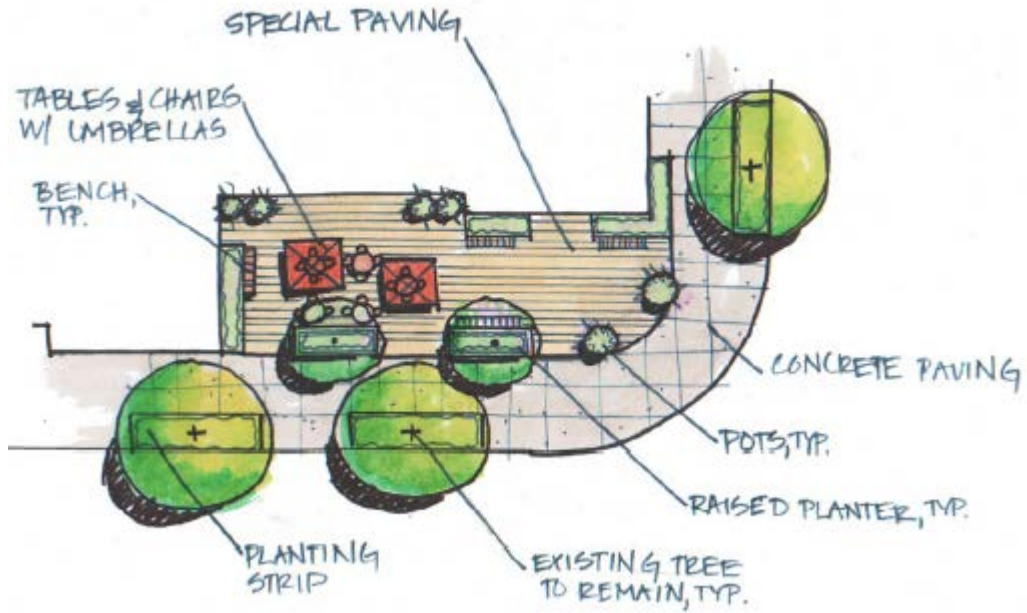 SPECIAL PAVING
TABLES & CHAIRS
W/ UMBRELLAS
BENCH,
TYP.
CONCRETE PAVING
POTS, TYP.
RAISED PLANTER, TYP.
PLANTING
STRIP
EXISTING TREE
TO REMAIN, TYP.